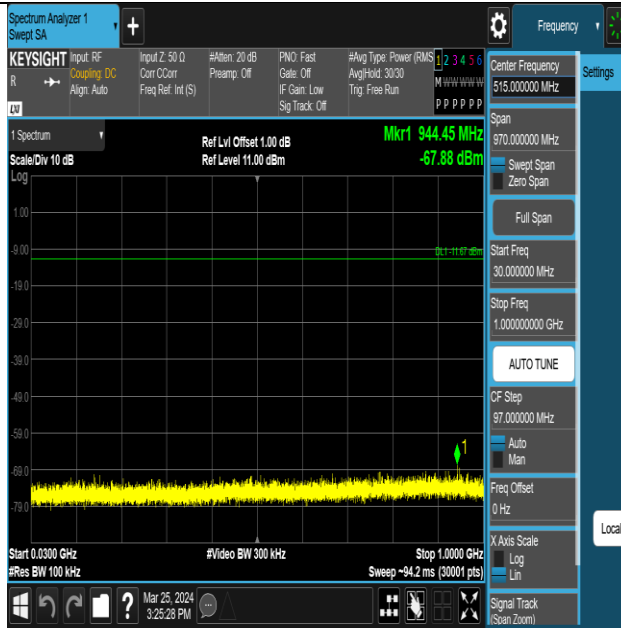 Spectrum Analyzer 1
Swept SA
+
Frequency
KEYSIGHT
R
LXI
Input: RF
Coupling: DC
Align: Auto
Input Z: 50 Ω
Corr CCorr
Freq Ref: Int (S)
#Atten: 20 dB
Preamp: Off
PNO: Fast
Gate: Off
IF Gain: Low
Sig Track: Off
#Avg Type: Power (RMS
Avg|Hold: 30/30
Trig: Free Run
1 2 3 4 5 6
M W W W W W
P P P P P P
1 Spectrum
Scale/Div 10 dB
Log
Ref Lvl Offset 1.00 dB
Ref Level 11.00 dBm
Mkr1 944.45 MHz
-67.88 dBm
1.00
-9.00
DL1 -11.67 dBm
-19.0
-29.0
-39.0
-49.0
-59.0
1
-69.0
-79.0
Start 0.0300 GHz
#Res BW 100 kHz
#Video BW 300 kHz
Stop 1.0000 GHz
Sweep ~94.2 ms (30001 pts)
?
Mar 25, 2024
3:25:28 PM
Center Frequency
515.000000 MHz
Settings
Span
970.000000 MHz
Swept Span
Zero Span
Full Span
Start Freq
30.000000 MHz
Stop Freq
1.000000000 GHz
AUTO TUNE
CF Step
97.000000 MHz
Auto
Man
Freq Offset
0 Hz
Local
X Axis Scale
Log
Lin
Signal Track
(Span Zoom)